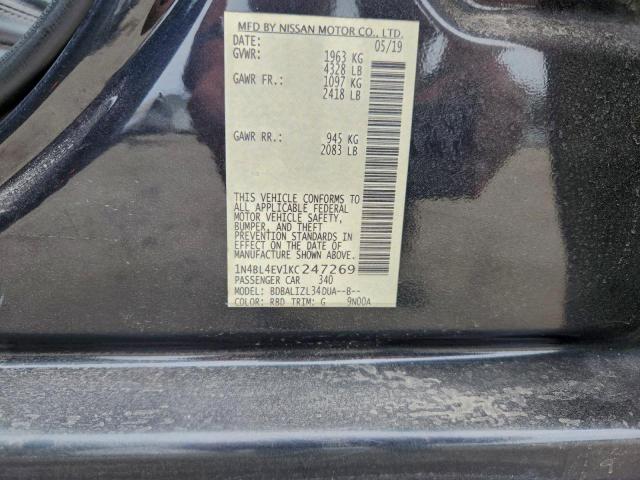 MFD BY NISSAN MOTOR CO., LTD.
DATE: 05/19
GVWR: 1963 KG
4328 LB
GAWR FR.: 1097 KG
2418 LB
GAWR RR.: 945 KG
2083 LB
THIS VEHICLE CONFORMS TO
ALL APPLICABLE FEDERAL
MOTOR VEHICLE SAFETY,
BUMPER, AND THEFT
PREVENTION STANDARDS IN
EFFECT ON THE DATE OF
MANUFACTURE SHOWN ABOVE.
1N4BL4EV1KC247269
PASSENGER CAR 340
MODEL: BDBALIZL34DUA--B--
COLOR: RBD TRIM: G 9N00A